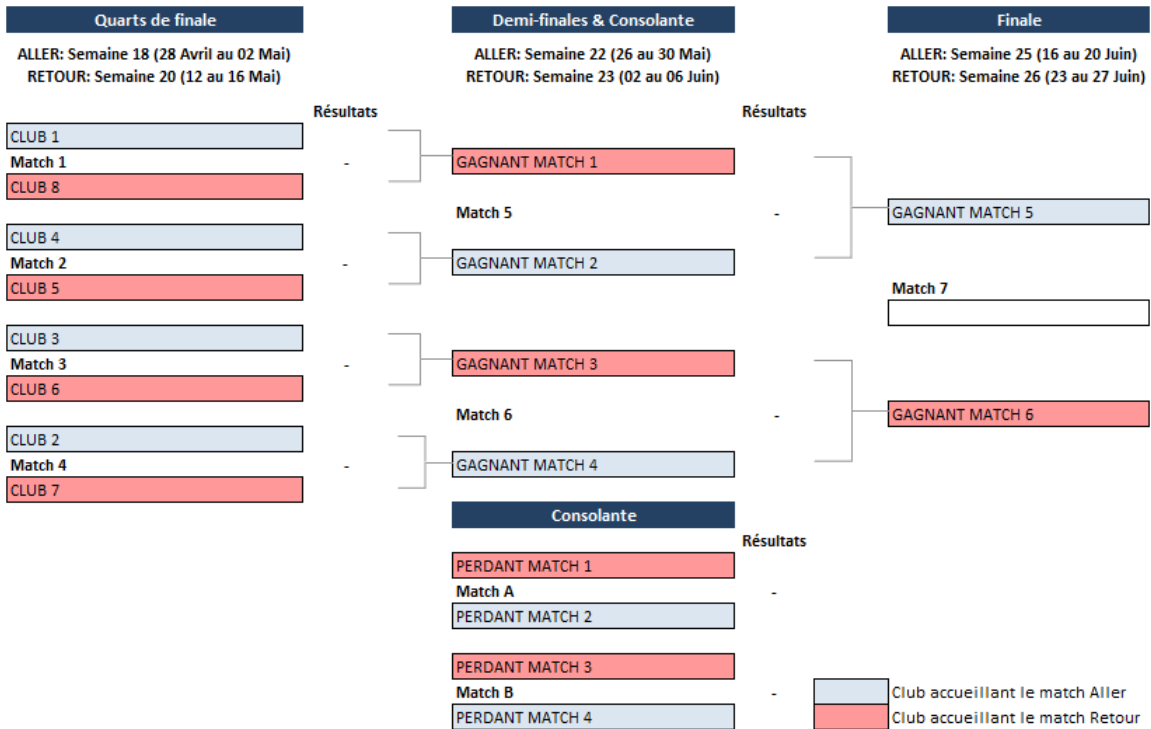 Quarts de finale
ALLER: Semaine 18 (28 Avril au 02 Mai)
RETOUR: Semaine 20 (12 au 16 Mai)
Résultats
CLUB 1
Match 1 -
CLUB 8
CLUB 4
Match 2 -
CLUB 5
CLUB 3
Match 3 -
CLUB 6
CLUB 2
Match 4 -
CLUB 7
Demi-finales & Consolante
ALLER: Semaine 22 (26 au 30 Mai)
RETOUR: Semaine 23 (02 au 06 Juin)
Résultats
GAGNANT MATCH 1
Match 5 -
GAGNANT MATCH 2
GAGNANT MATCH 3
Match 6 -
GAGNANT MATCH 4
Consolante
Résultats
PERDANT MATCH 1
Match A -
PERDANT MATCH 2
PERDANT MATCH 3
Match B -
PERDANT MATCH 4
Finale
ALLER: Semaine 25 (16 au 20 Juin)
RETOUR: Semaine 26 (23 au 27 Juin)
GAGNANT MATCH 5
Match 7
GAGNANT MATCH 6
Club accueillant le match Aller
Club accueillant le match Retour